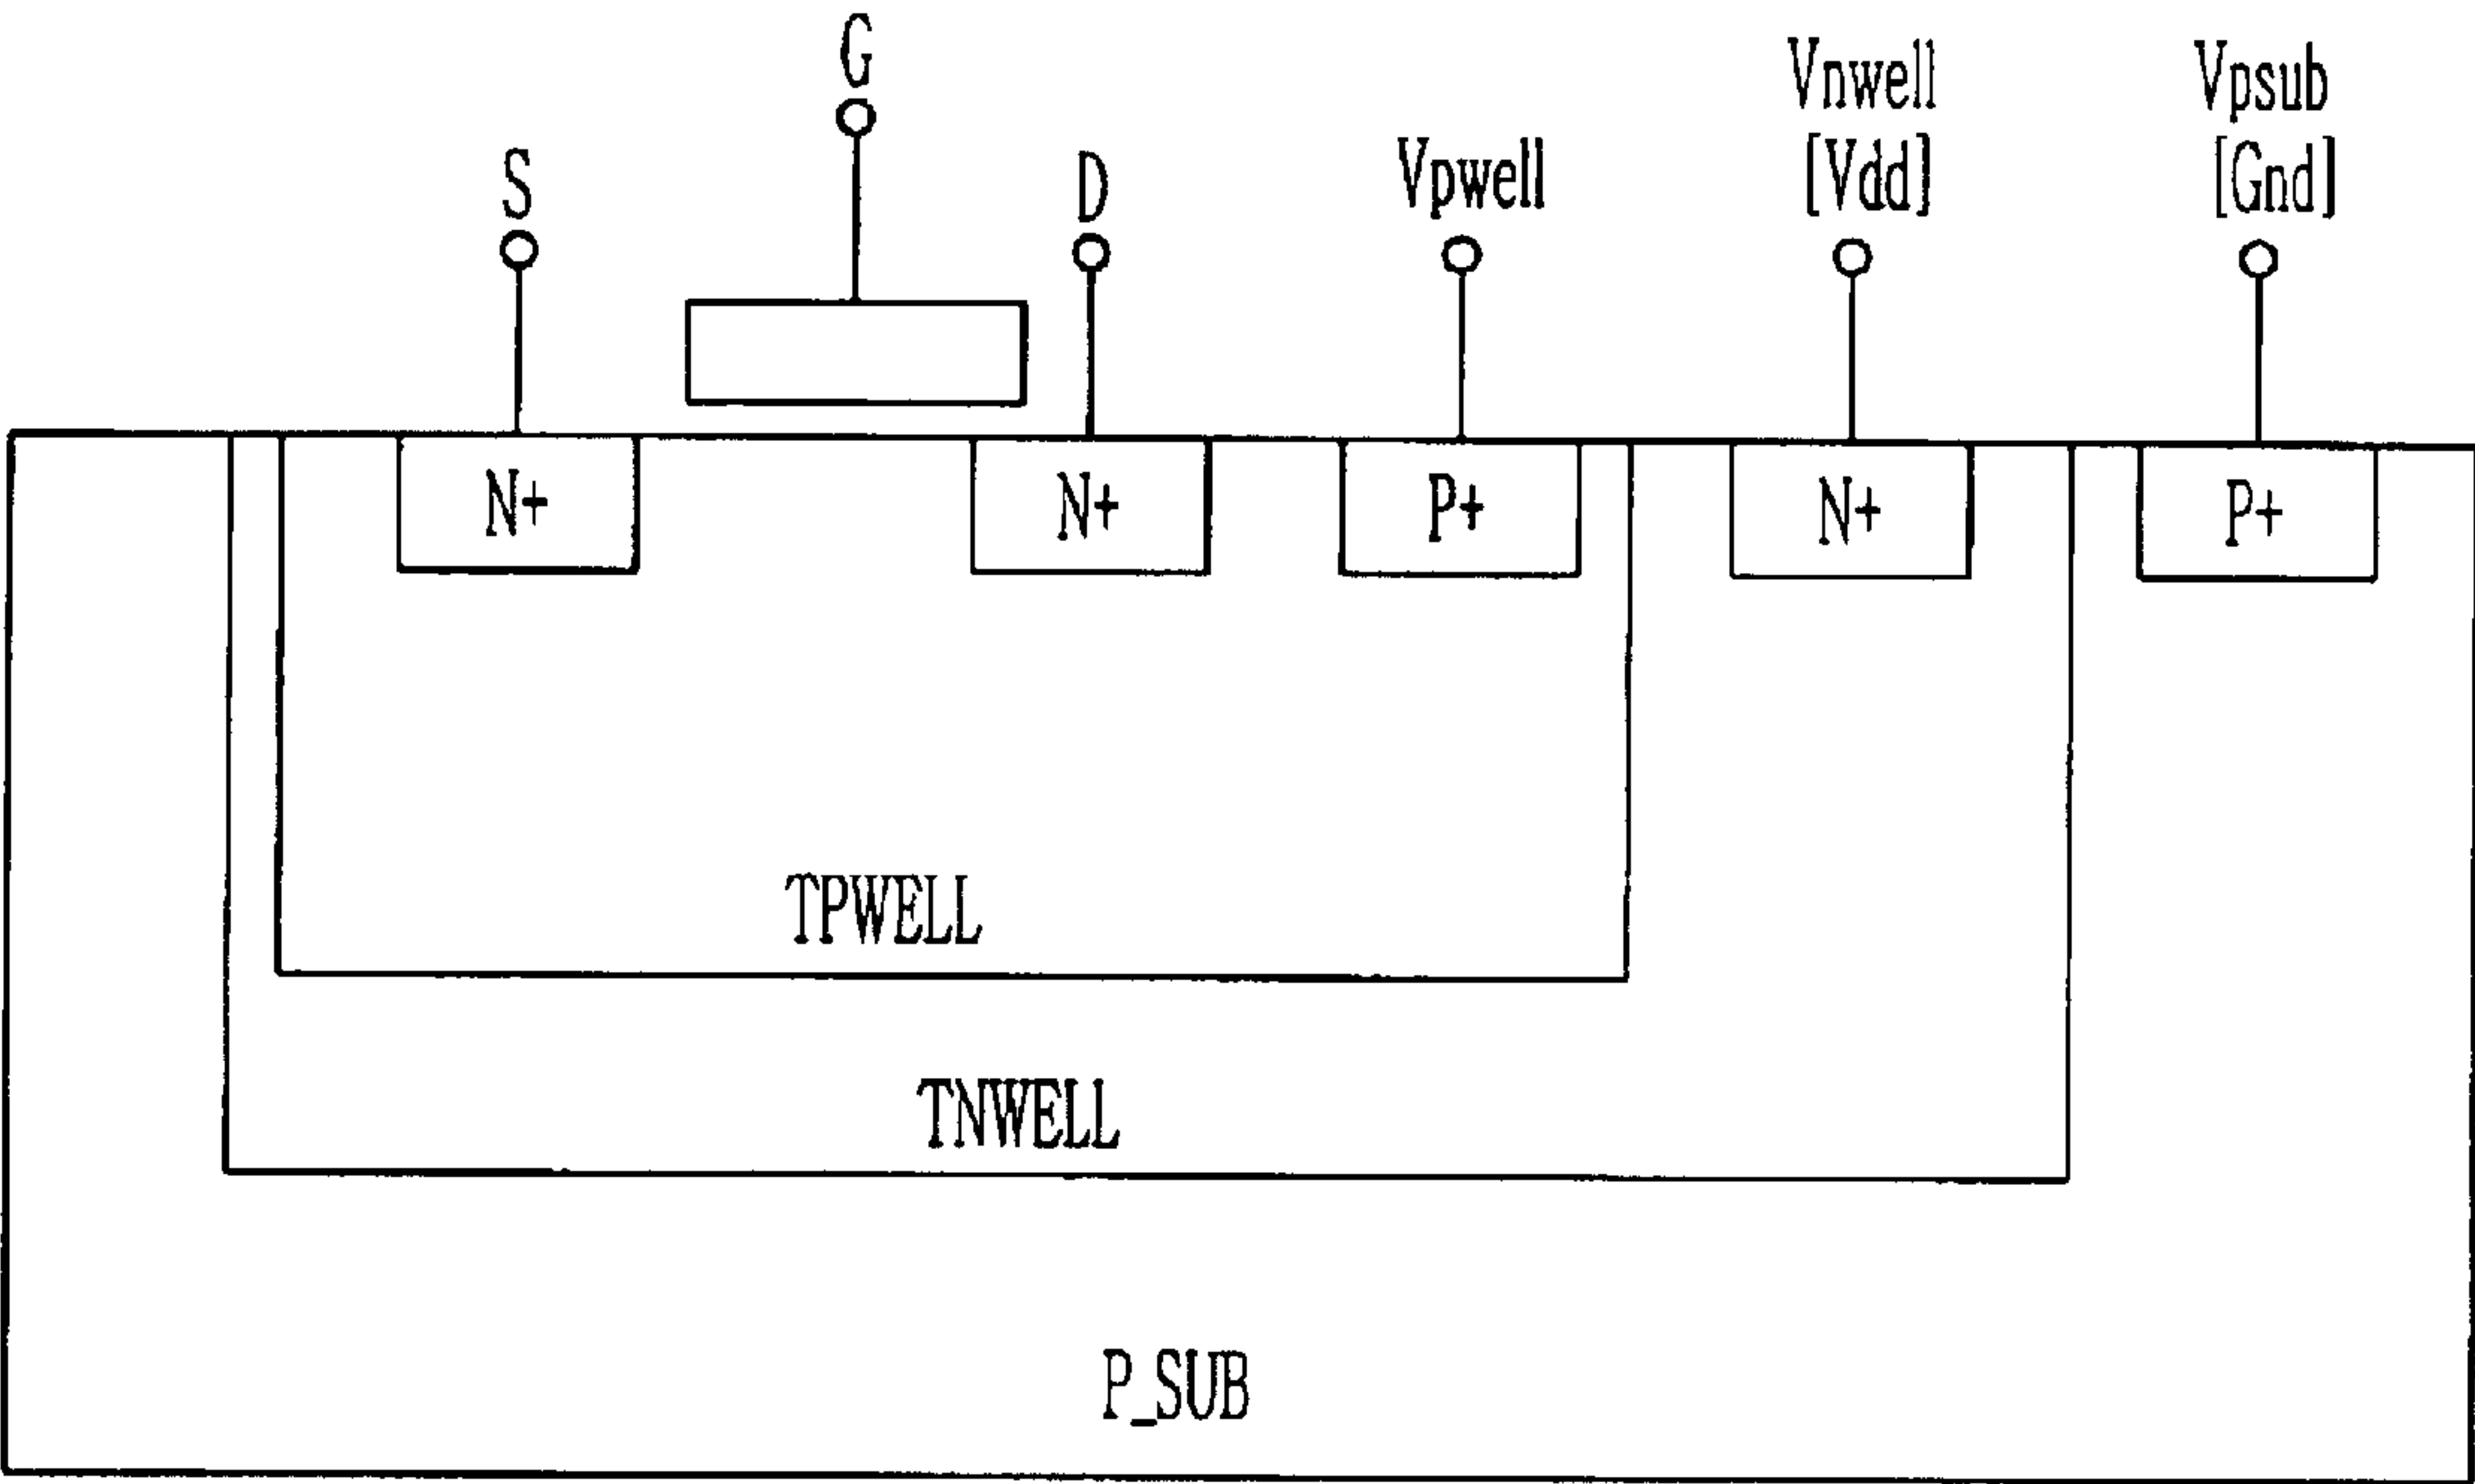 G
S
D
Vpwell
Vnwell
[Vdd]
Vpsub
[Gnd]
N+
N+
P+
N+
P+
TPWELL
TNWELL
P_SUB